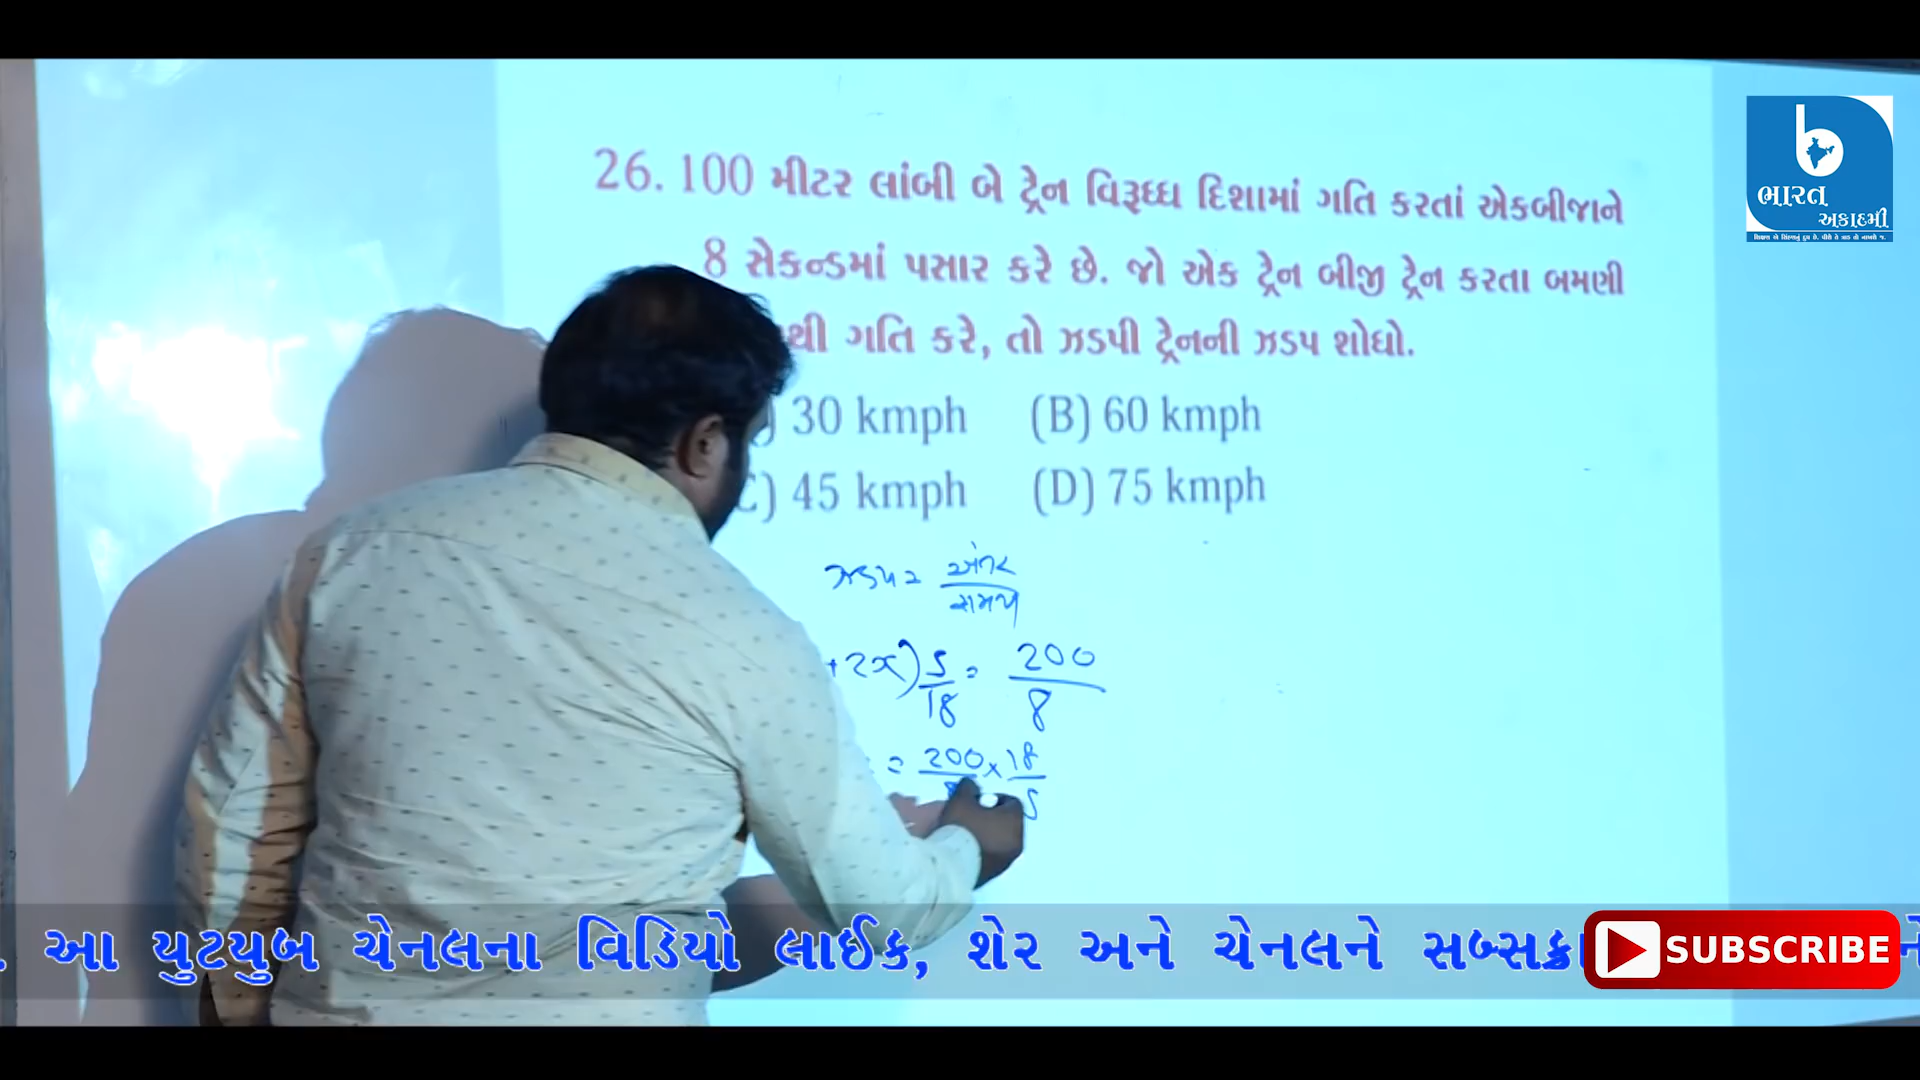 26. 100 મીટર લાંબી બે ટ્રેન વિરૂધ્ધ દિશામાં ગતિ કરતાં એકબીજાને
8 સેકન્ડમાં પસાર કરે છે. જો એક ટ્રેન બીજી ટ્રેન કરતા બમણી
થી ગતિ કરે, તો ઝડપી ટ્રેનની ઝડપ શોધો.
) 30 kmph (B) 60 kmph
C) 45 kmph (D) 75 kmph
ઝડપ = અંતર
સમય
+ 2x) 5/18 = 200/8
= 200/8 × 18/5
b
ભારત
અકાદમી
આ યુટયુબ ચેનલના વિડિયો લાઈક, શેર અને ચેનલને સબ્સક્રા
SUBSCRIBE